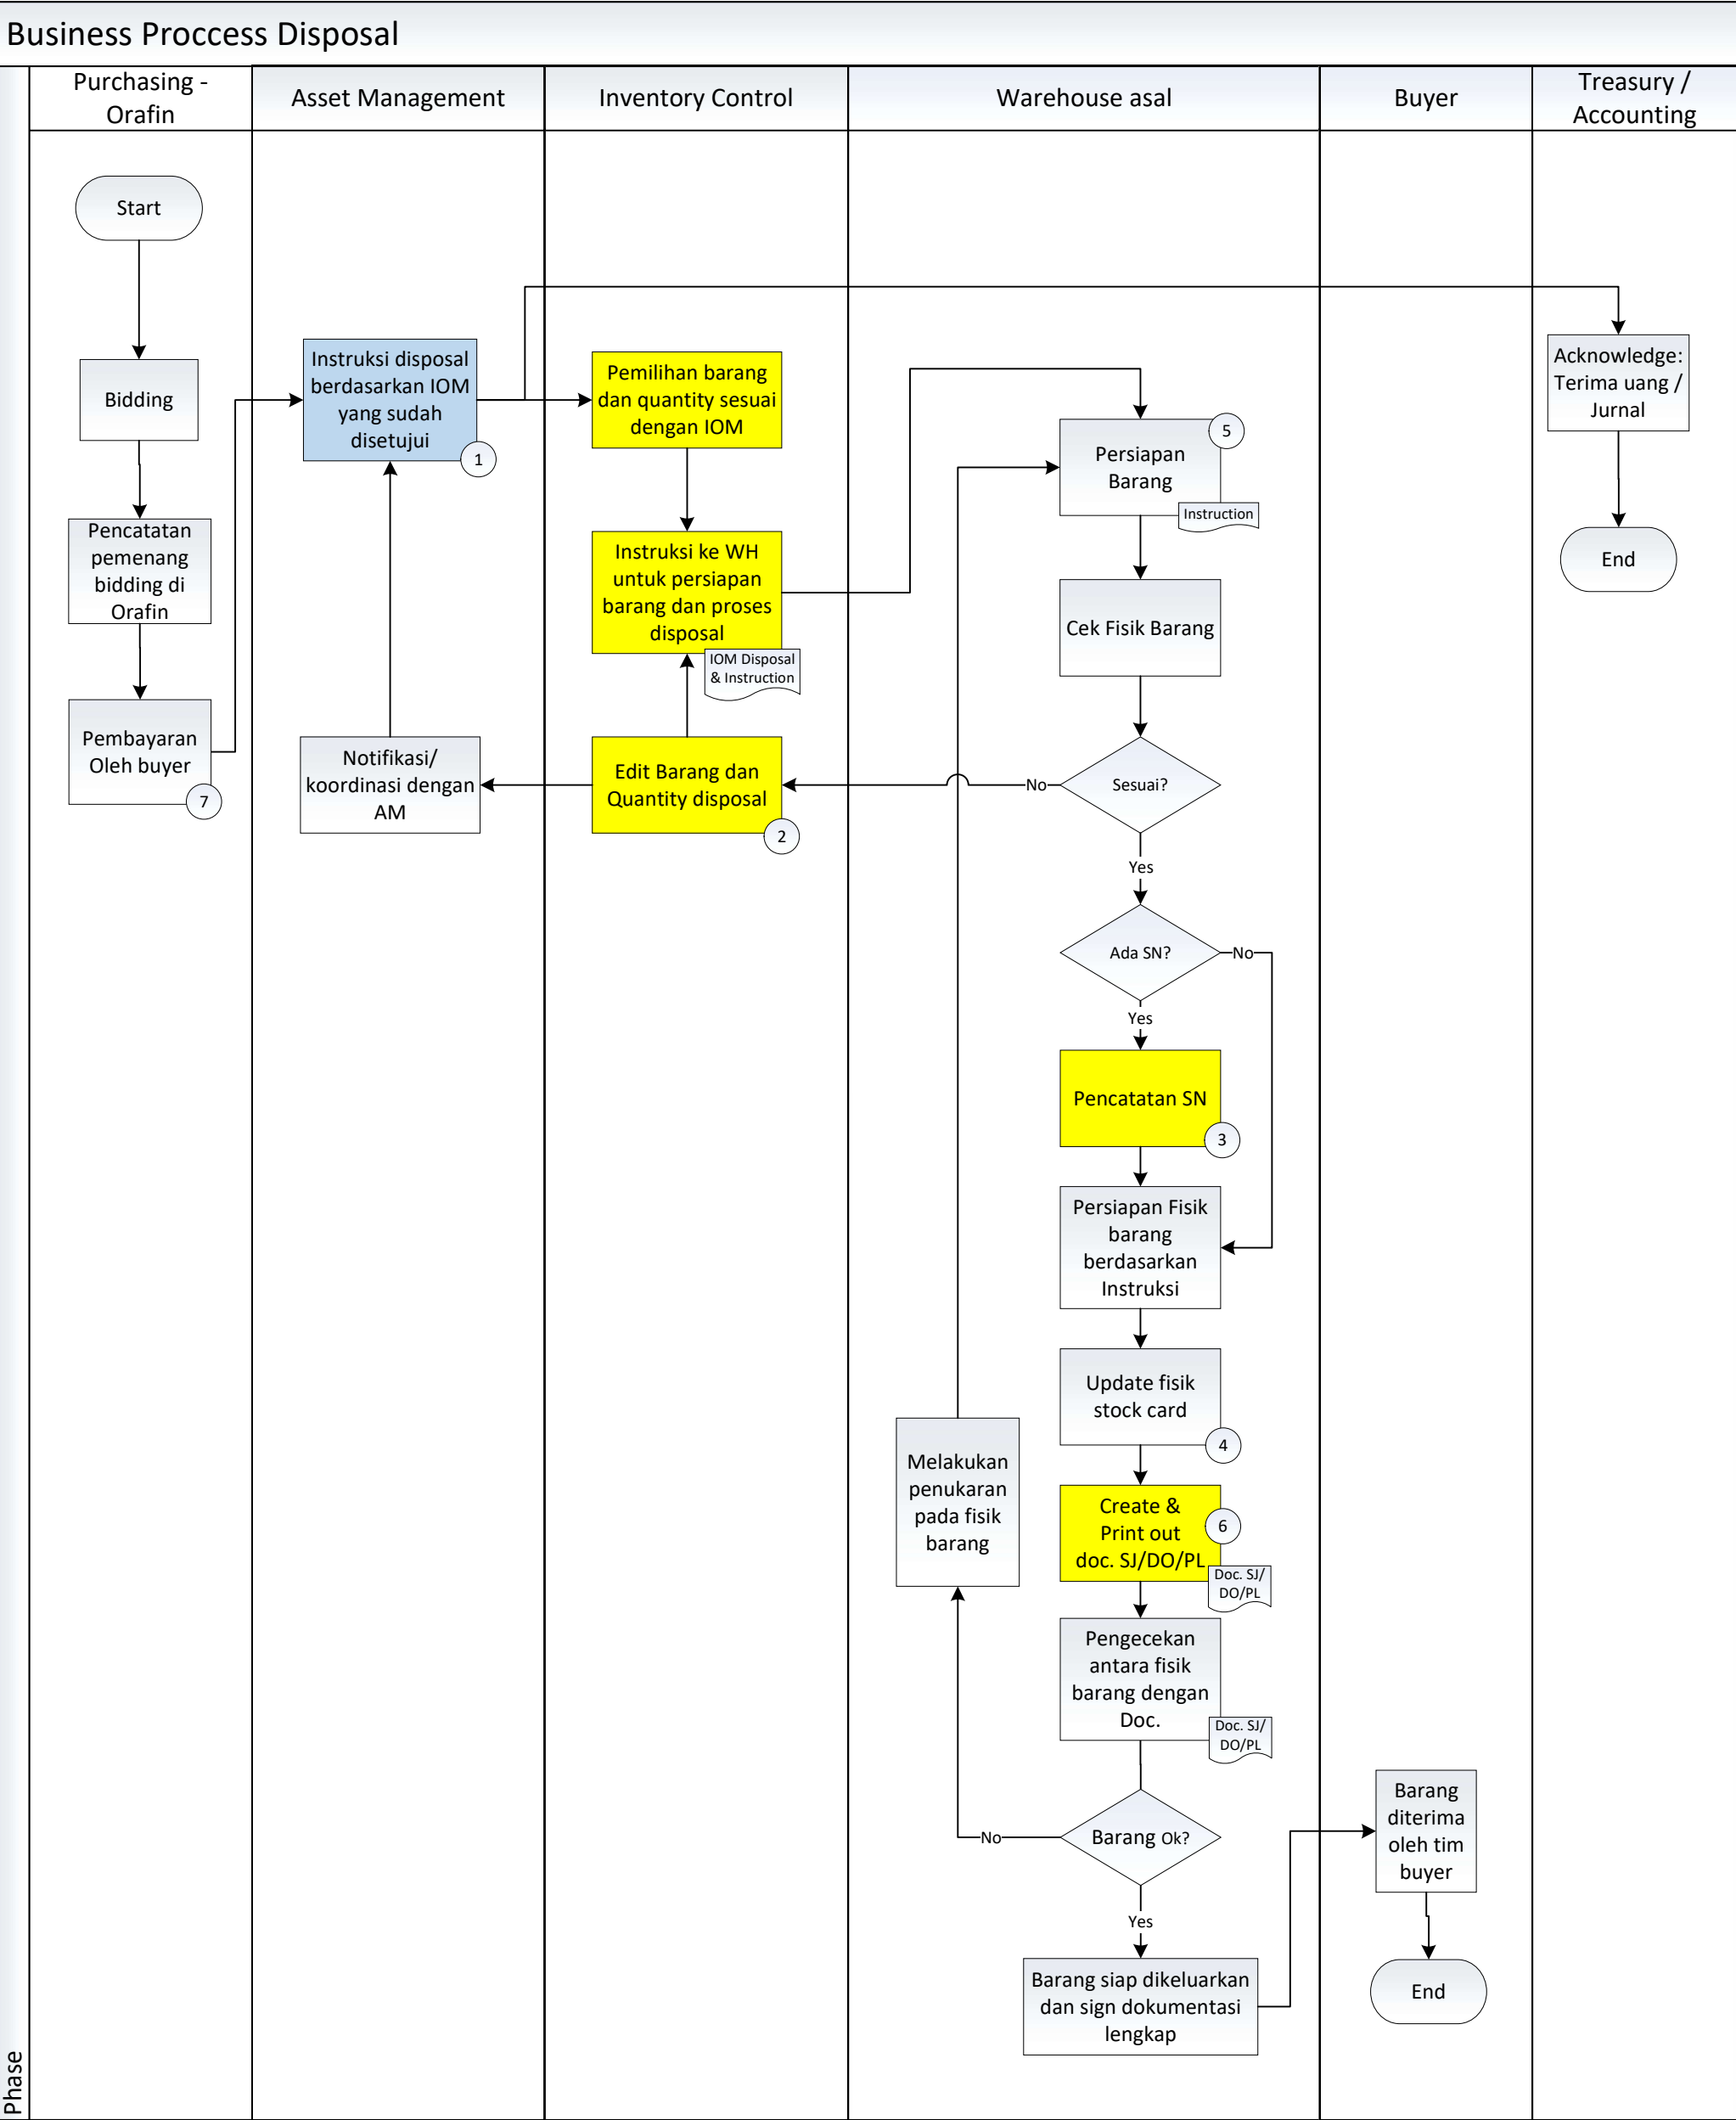 Business Proccess Disposal
Purchasing -
Orafin
Asset Management
Inventory Control
Warehouse asal
Buyer
Treasury /
Accounting
Phase
Start
Bidding
Pencatatan
pemenang
bidding di
Orafin
Pembayaran
Oleh buyer
7
Instruksi disposal
berdasarkan IOM
yang sudah
disetujui
1
Notifikasi/
koordinasi dengan
AM
Pemilihan barang
dan quantity sesuai
dengan IOM
Instruksi ke WH
untuk persiapan
barang dan proses
disposal
IOM Disposal
& Instruction
Edit Barang dan
Quantity disposal
2
Persiapan
Barang
5
Instruction
Cek Fisik Barang
Sesuai?
No
Yes
Ada SN?
No
Yes
Pencatatan SN
3
Persiapan Fisik
barang
berdasarkan
Instruksi
Update fisik
stock card
4
Create &
Print out
doc. SJ/DO/PL
6
Doc. SJ/
DO/PL
Pengecekan
antara fisik
barang dengan
Doc.
Doc. SJ/
DO/PL
Barang Ok?
No
Melakukan
penukaran
pada fisik
barang
Yes
Barang siap dikeluarkan
dan sign dokumentasi
lengkap
Barang
diterima
oleh tim
buyer
End
Acknowledge:
Terima uang /
Jurnal
End